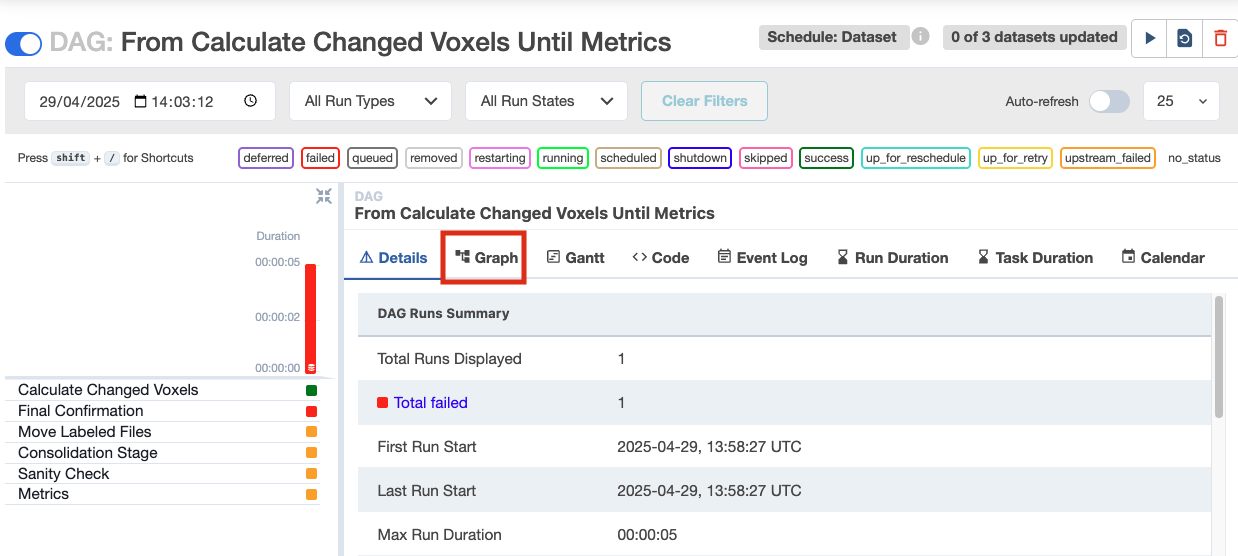 DAG: From Calculate Changed Voxels Until Metrics
Schedule: Dataset
0 of 3 datasets updated
29/04/2025 14:03:12
All Run Types
All Run States
Clear Filters
Auto-refresh
25
Press shift + / for Shortcuts
deferred failed queued removed restarting running scheduled shutdown skipped success up_for_reschedule up_for_retry upstream_failed no_status
Duration
00:00:05
00:00:02
00:00:00
Calculate Changed Voxels
Final Confirmation
Move Labeled Files
Consolidation Stage
Sanity Check
Metrics
DAG
From Calculate Changed Voxels Until Metrics
Details Graph Gantt Code Event Log Run Duration Task Duration Calendar
DAG Runs Summary
Total Runs Displayed 1
Total failed 1
First Run Start 2025-04-29, 13:58:27 UTC
Last Run Start 2025-04-29, 13:58:27 UTC
Max Run Duration 00:00:05